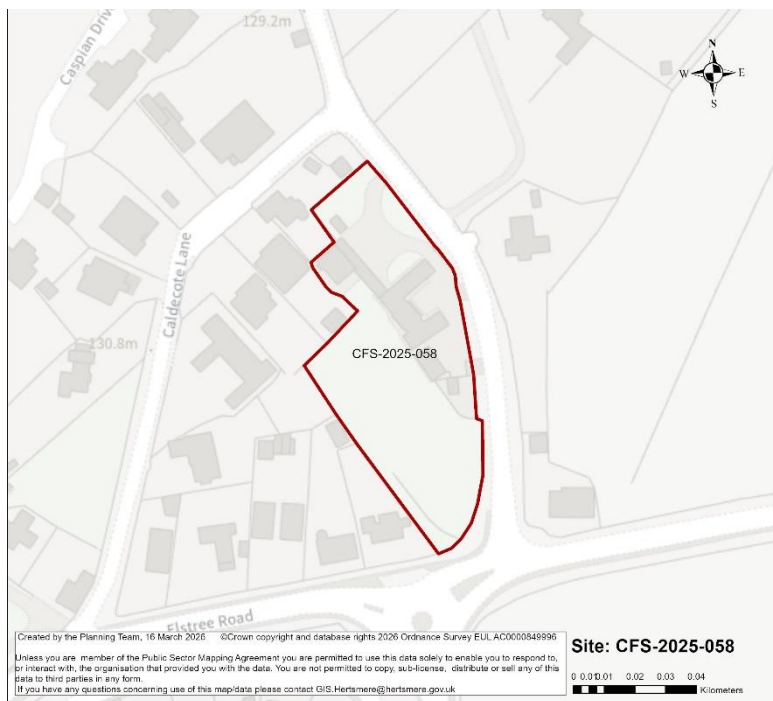 129.2m
Caspian Drive
N
W E
S
Caldecote Lane
130.8m
CFS-2025-058
Elstree Road
Created by the Planning Team, 16 March 2026 ©Crown copyright and database rights 2026 Ordnance Survey EUL AC0000849996
Unless you are member of the Public Sector Mapping Agreement you are permitted to use this data solely to enable you to respond to,
or interact with, the organisation that provided you with the data. You are not permitted to copy, sub-license, distribute or sell any of this
data to third parties in any form.
If you have any questions concerning use of this map/data please contact GIS.Hertsmere@hertsmere.gov.uk
Site: CFS-2025-058
0 0.01 0.02 0.03 0.04
Kilometers